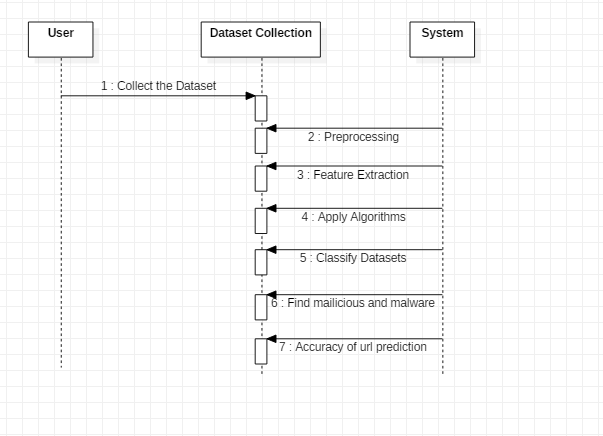 User
Dataset Collection
System
1 : Collect the Dataset
2 : Preprocessing
3 : Feature Extraction
4 : Apply Algorithms
5 : Classify Datasets
6 : Find mailicious and malware
7 : Accuracy of url prediction